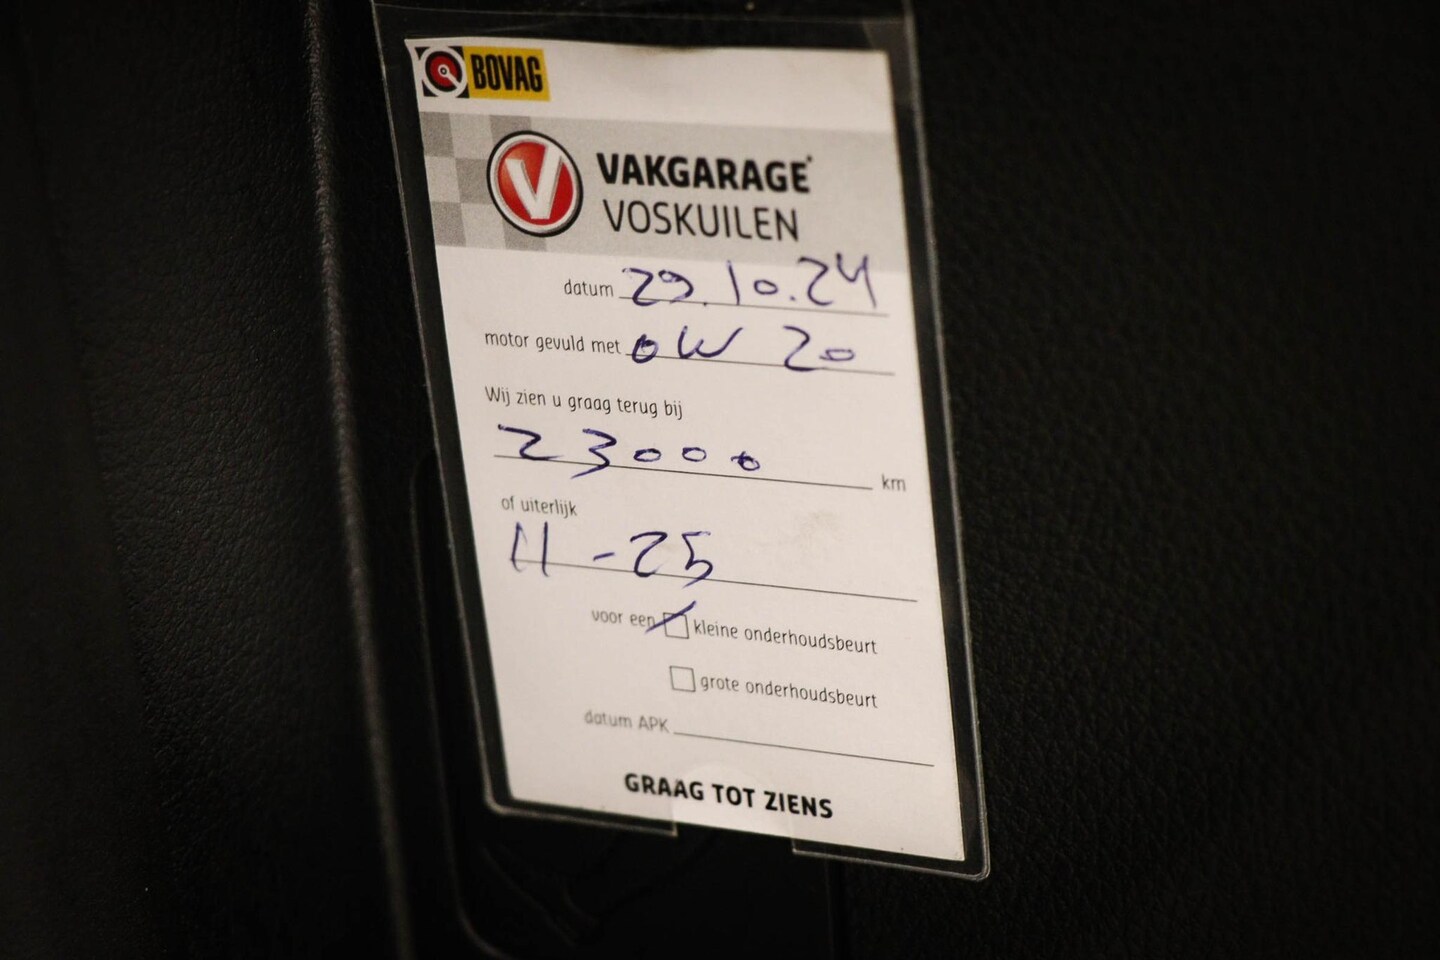 BOVAG
VAKGARAGE
VOSKUILEN
datum 29.10.24
motor gevuld met 0W 20
Wij zien u graag terug bij
23000 km
of uiterlijk
11-25
voor een kleine onderhoudsbeurt
grote onderhoudsbeurt
datum APK
GRAAG TOT ZIENS